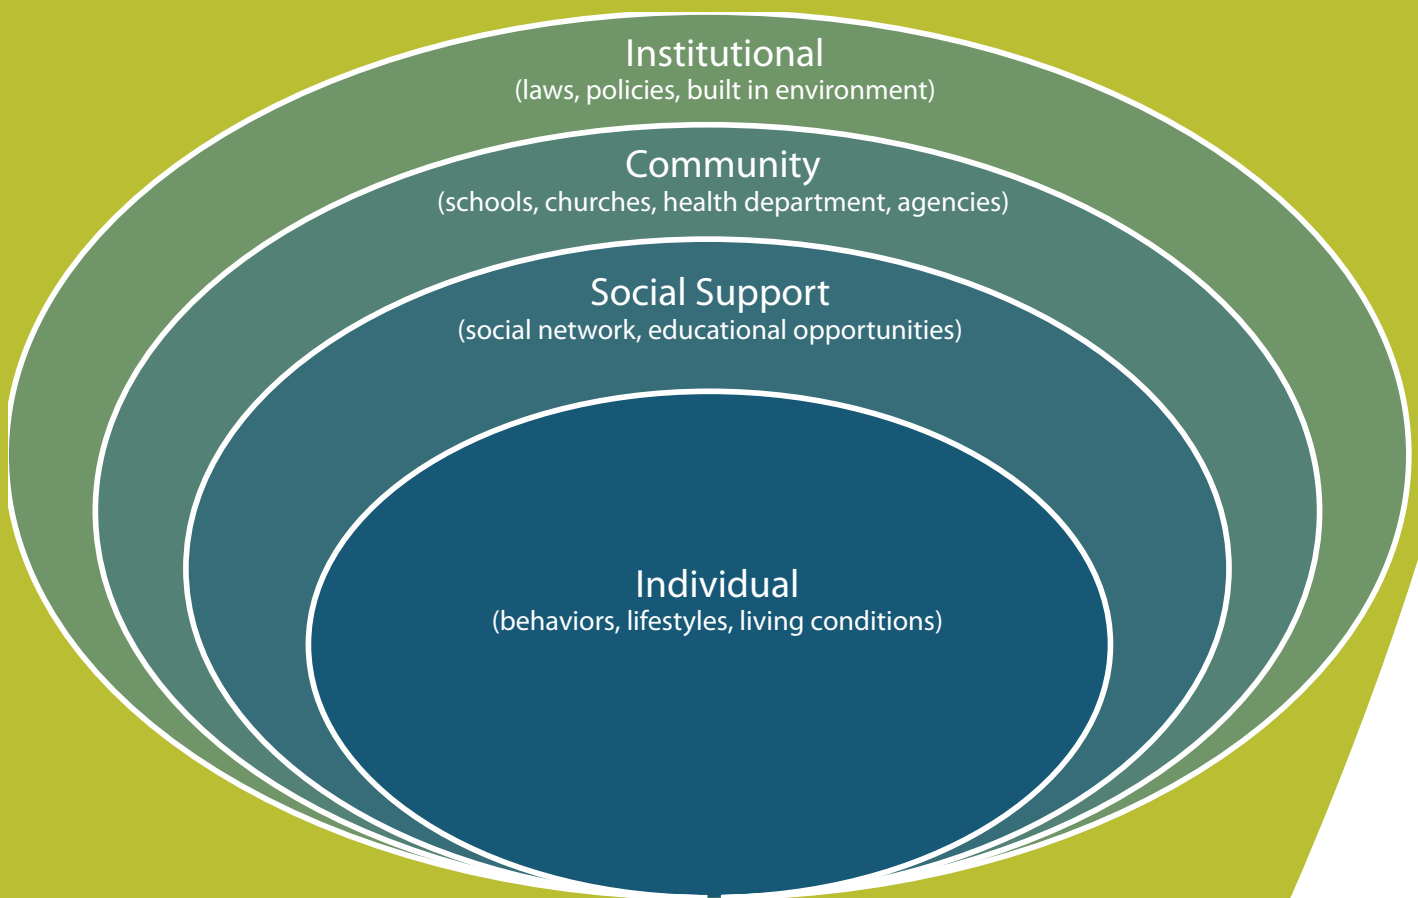 Institutional
(laws, policies, built in environment)
Community
(schools, churches, health department, agencies)
Social Support
(social network, educational opportunities)
Individual
(behaviors, lifestyles, living conditions)